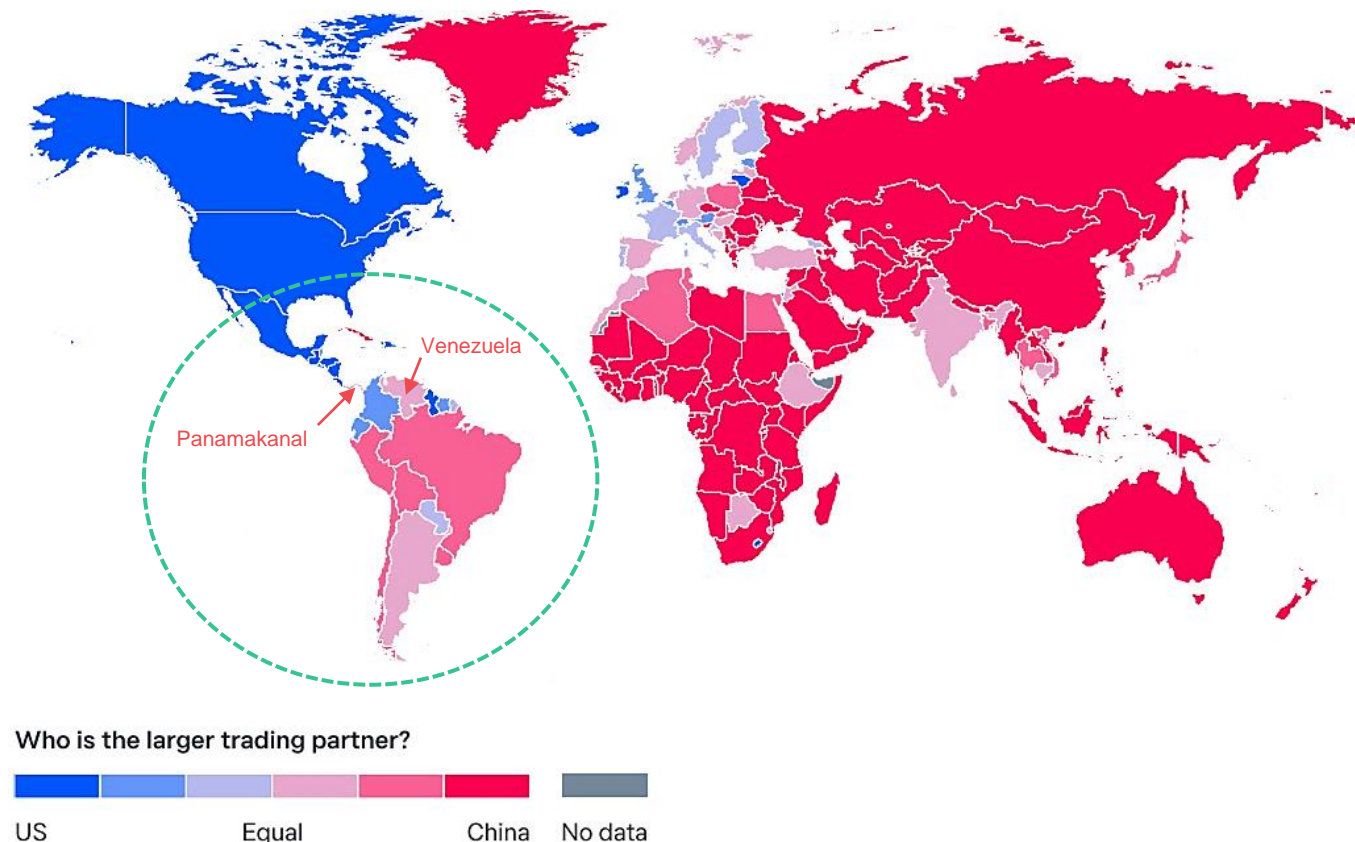 Venezuela
Panamakanal
Who is the larger trading partner?
US Equal China No data